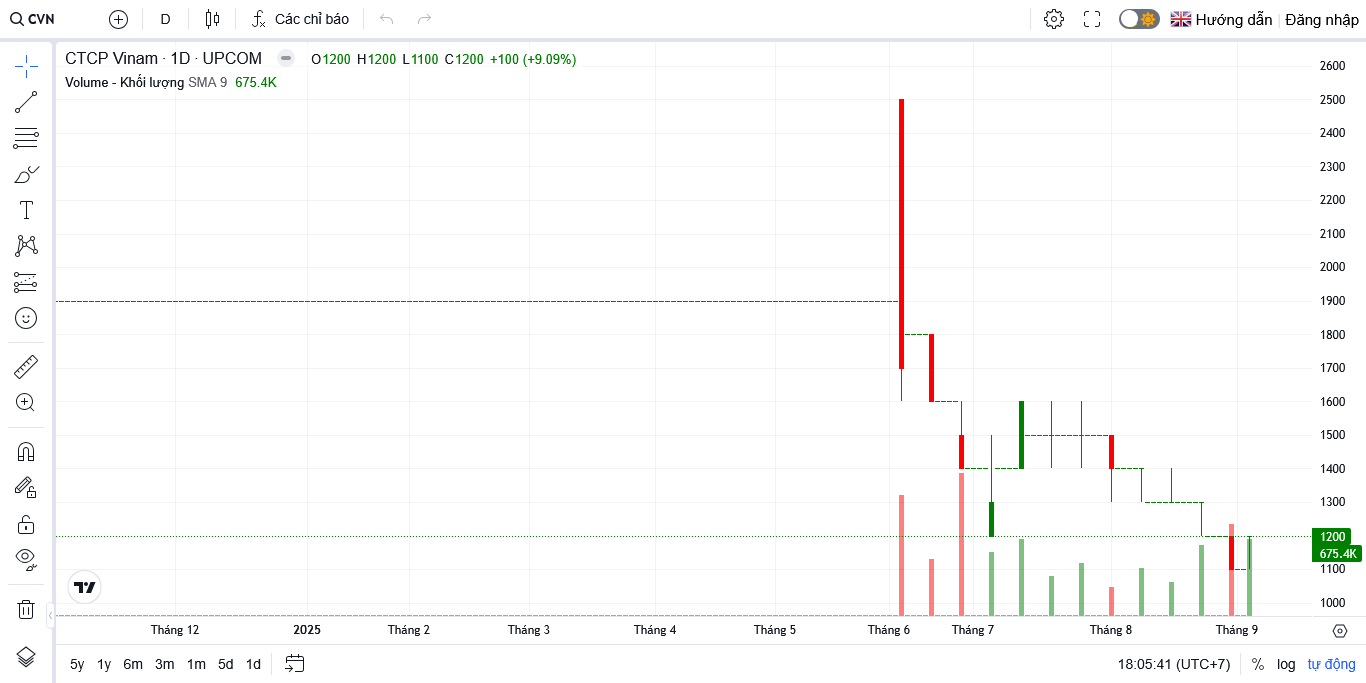 CVN D Các chỉ báo Hướng dẫn Đăng nhập
CTCP Vinam · 1D · UPCOM O1200 H1200 L1100 C1200 +100 (+9.09%)
Volume - Khối lượng SMA 9 675.4K
2600
2500
2400
2300
2200
2100
2000
1900
1800
1700
1600
1500
1400
1300
1200
675.4K
1100
1000
Tháng 12 2025 Tháng 2 Tháng 3 Tháng 4 Tháng 5 Tháng 6 Tháng 7 Tháng 8 Tháng 9
5y 1y 6m 3m 1m 5d 1d 18:05:41 (UTC+7) % log tự động